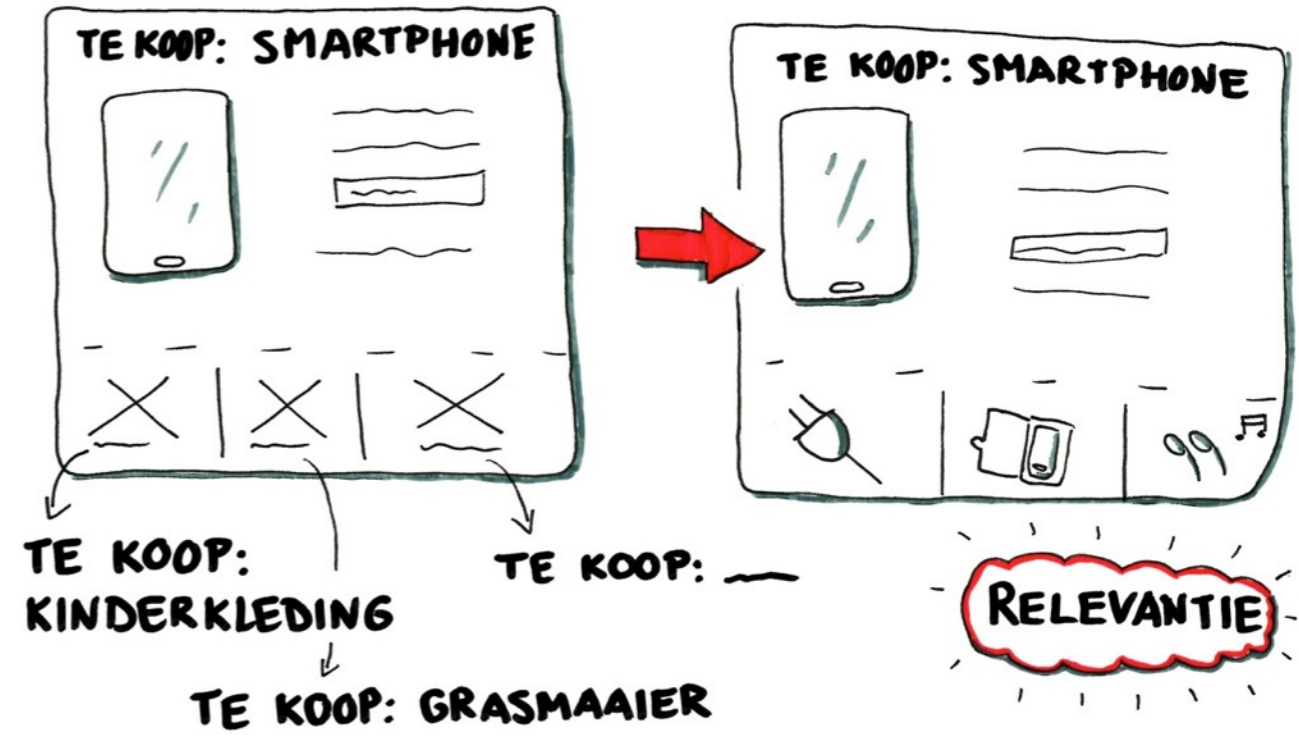 TE KOOP: SMARTPHONE
TE KOOP:
KINDERKLEDING
TE KOOP: GRASMAAIER
TE KOOP:
TE KOOP: SMARTPHONE
RELEVANTIE